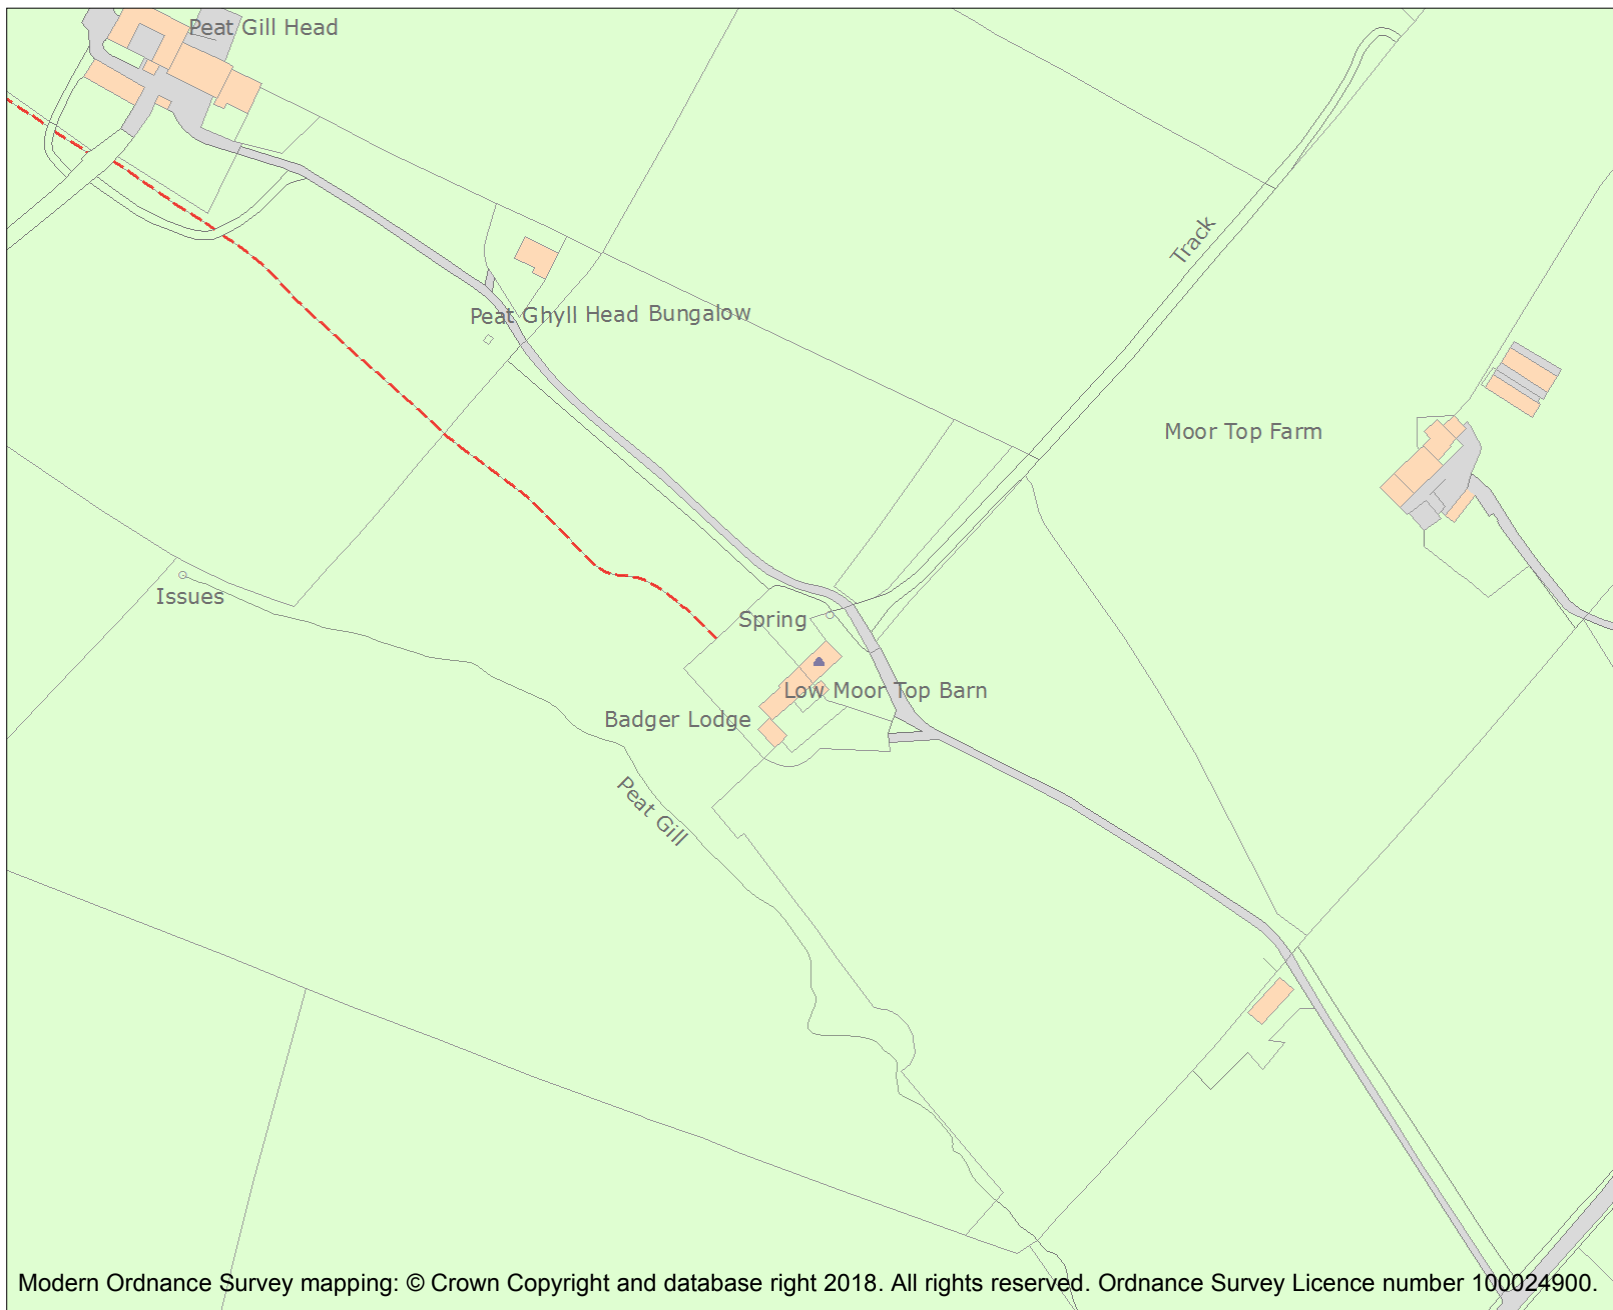 Peat Gill Head
Track
Peat Ghyll Head Bungalow
Moor Top Farm
Issues
Spring
Low Moor Top Barn
Badger Lodge
Peat Gill
Modern Ordnance Survey mapping: © Crown Copyright and database right 2018. All rights reserved. Ordnance Survey Licence number 100024900.